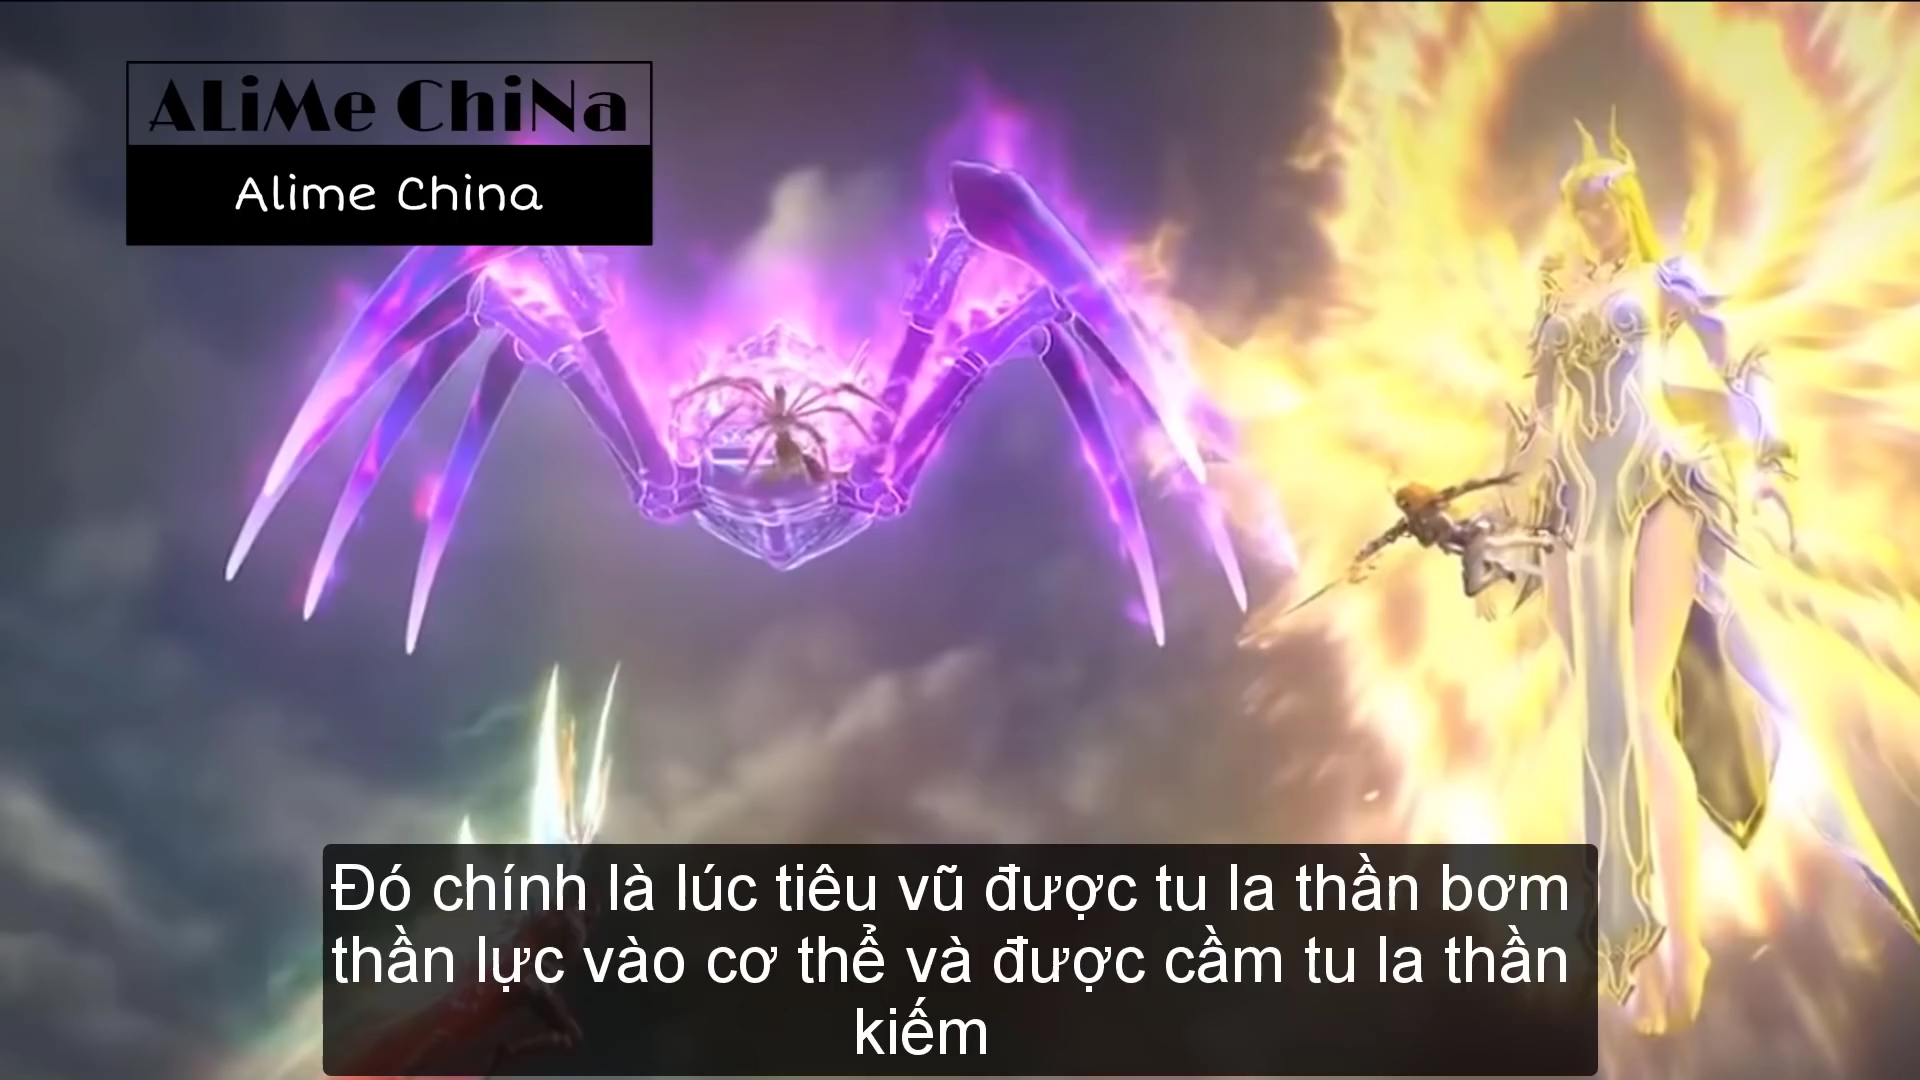 ALiMe ChiNa
Alime China
Đó chính là lúc tiêu vũ được tu la thần bơm
thần lực vào cơ thể và được cầm tu la thần
kiếm